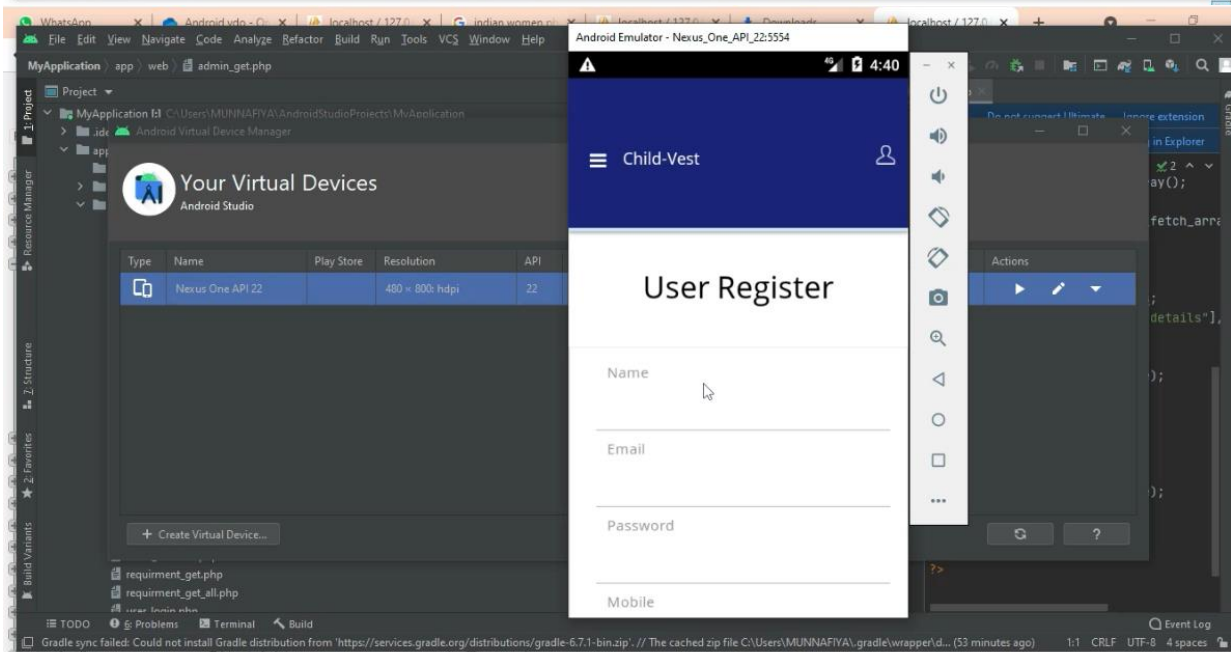 WhatsApp
Android vdo - O
localhost / 127.0
indian women pl
localhost / 127.0
Downloads
localhost / 127.0
File Edit View Navigate Code Analyze Refactor Build Run Tools VCS Window Help
Android Emulator - Nexus_One_API_22:5554
MyApplication app web admin_get.php
4G 4:40
1: Project
Project
Gradle
MyApplication C:\Users\MUNNAFIYA\AndroidStudioProjects\MyApplication
Do not suggest Ultimate Ignore extension
.ide
Android Virtual Device Manager
app
in Explorer
Child-Vest
2
Your Virtual Devices
ay();
Android Studio
Resource Manager
fetch_arra
Type Name Play Store Resolution API Actions
Nexus One API 22 480 × 800: hdpi 22
User Register
;
details"],
Name
);
7: Structure
Email
2: Favorites
);
Password
+ Create Virtual Device...
?
Build Variants
requirment_get.php
?>
requirment_get_all.php
Mobile
user_login.php
TODO 6: Problems Terminal Build Event Log
Gradle sync failed: Could not install Gradle distribution from 'https://services.gradle.org/distributions/gradle-6.7.1-bin.zip'. // The cached zip file C:\Users\MUNNAFIYA\.gradle\wrapper\d... (53 minutes ago) 1:1 CRLF UTF-8 4 spaces